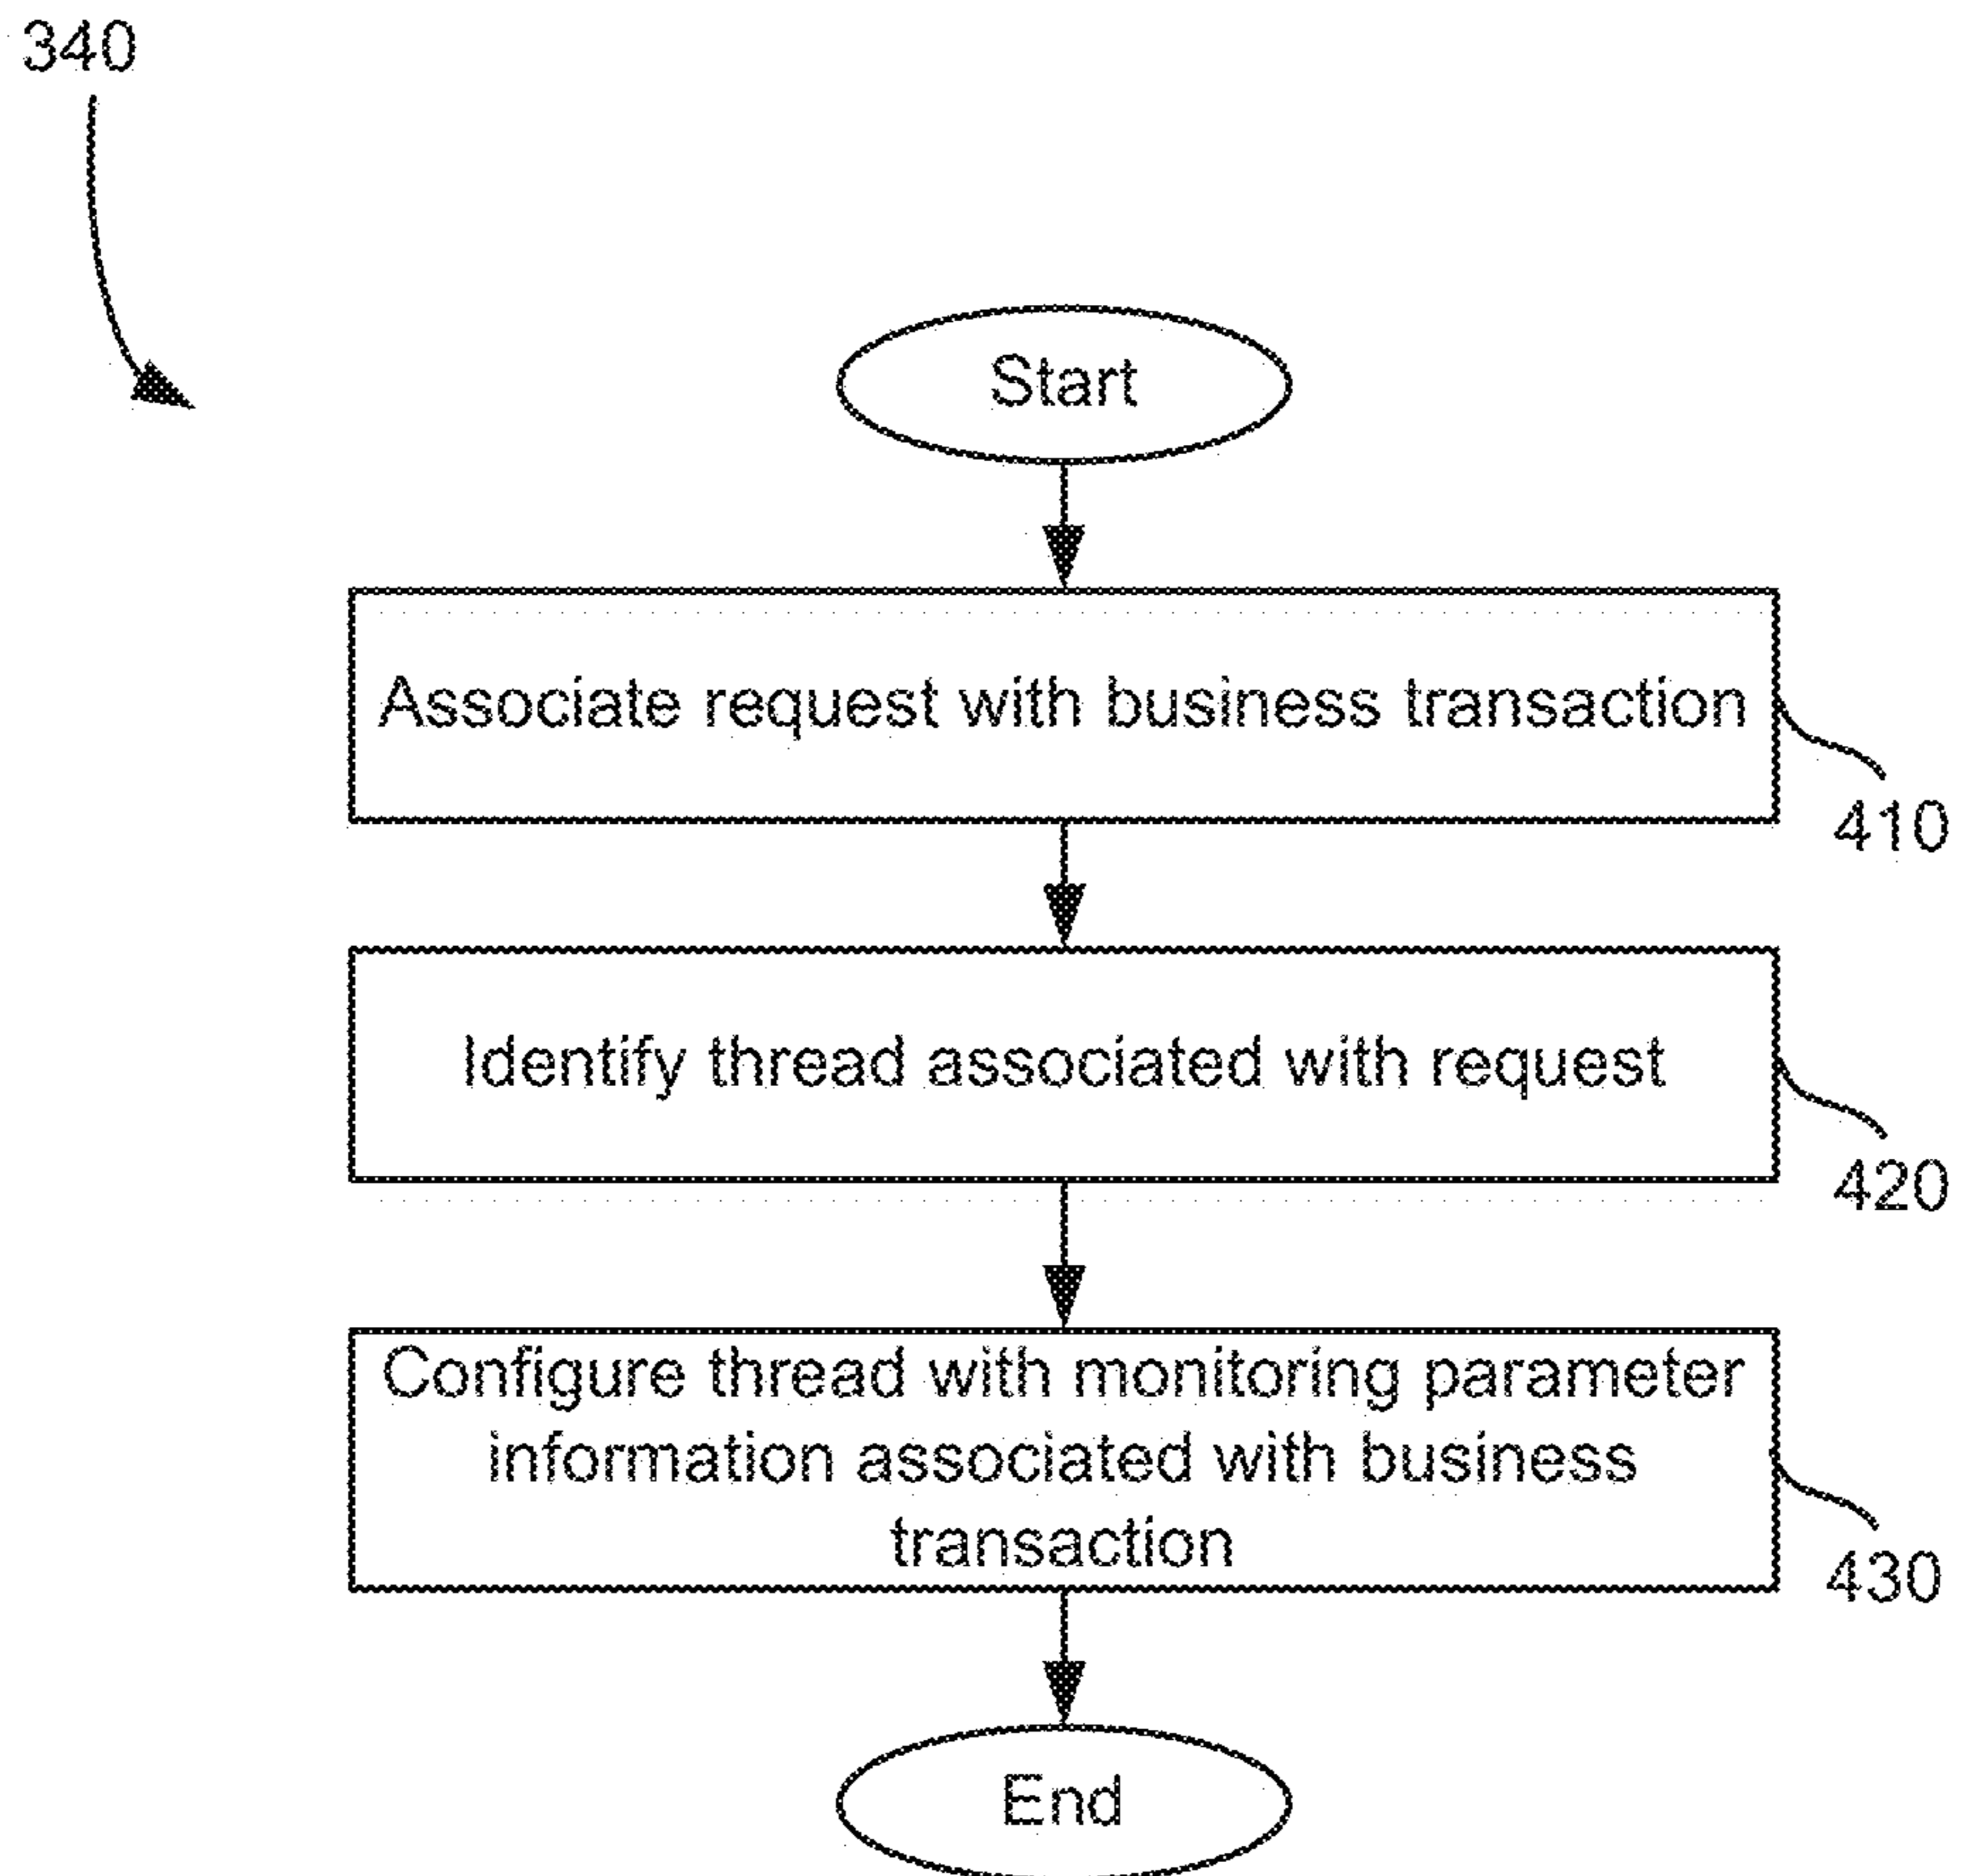 340
Start
Associate request with business transaction
410
Identify thread associated with request
420
Configure thread with monitoring parameter
information associated with business
transaction
430
End